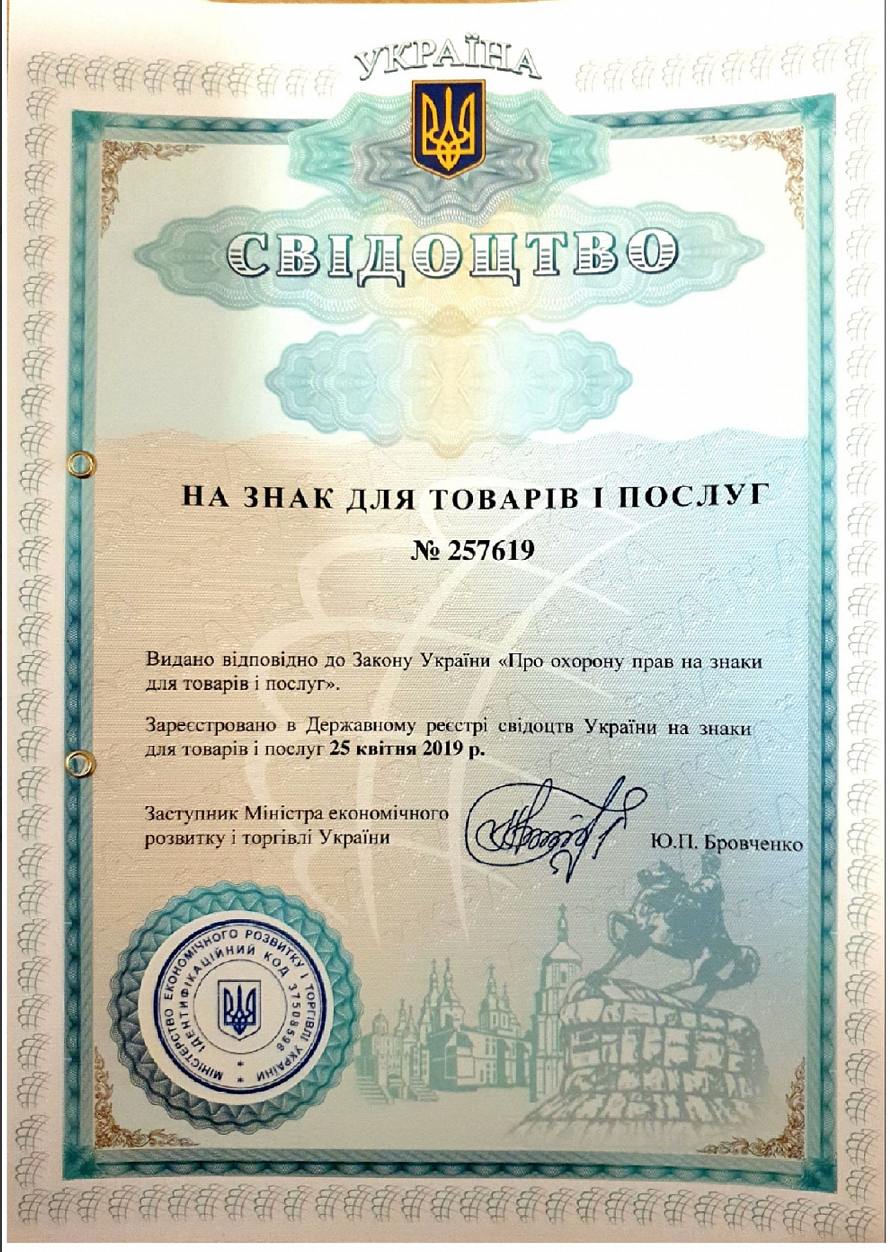 УКРАЇНА
СВІДОЦТВО
НА ЗНАК ДЛЯ ТОВАРІВ І ПОСЛУГ
№ 257619
Видано відповідно до Закону України «Про охорону прав на знаки
для товарів і послуг».
Зареєстровано в Державному реєстрі свідоцтв України на знаки
для товарів і послуг 25 квітня 2019 р.
Заступник Міністра економічного
розвитку і торгівлі України
Ю.П. Бровченко
МІНІСТЕРСТВО ЕКОНОМІЧНОГО РОЗВИТКУ І ТОРГІВЛІ УКРАЇНИ *
ІДЕНТИФІКАЦІЙНИЙ КОД 37508596 *